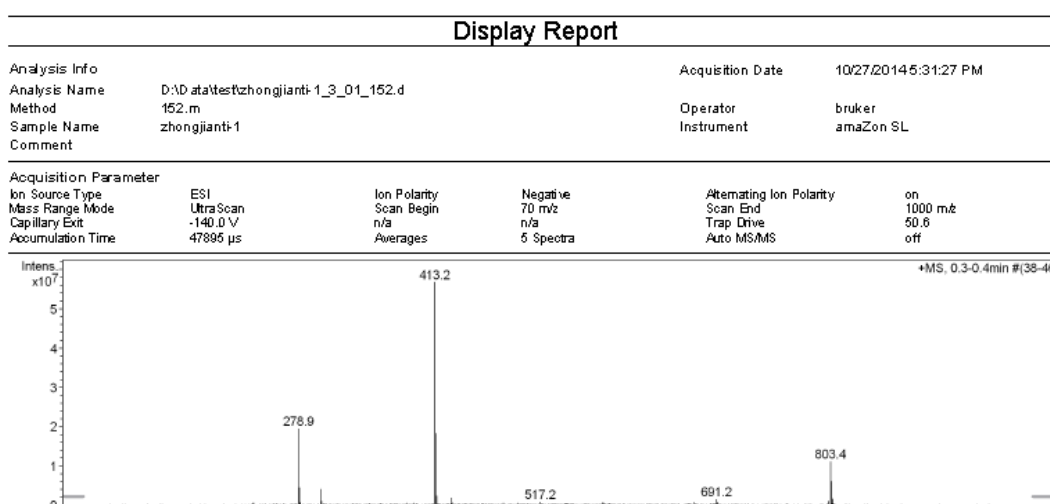 Display Report
Analysis Info
Acquisition Date 10/27/2014 5:31:27 PM
Analysis Name D:\Data\test\zhongjianti-1_3_01_152.d
Method 152.m Operator bruker
Sample Name zhongjianti-1 Instrument amaZon SL
Comment
Acquisition Parameter
Ion Source Type ESI Ion Polarity Negative Alternating Ion Polarity on
Mass Range Mode UltraScan Scan Begin 70 m/z Scan End 1000 m/z
Capillary Exit -140.0 V n/a n/a Trap Drive 50.6
Accumulation Time 47895 µs Averages 5 Spectra Auto MS/MS off
Intens. +MS, 0.3-0.4min #(38-4
x10⁷
413.2
5
4
3
278.9
2
803.4
1
517.2 691.2
0